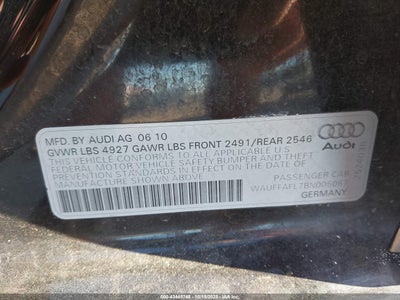 MFD. BY AUDI AG 06 10
GVWR LBS 4927 GAWR LBS FRONT 2491/REAR 2546
THIS VEHICLE CONFORMS TO ALL APPLICABLE
FEDERAL MOTOR VEHICLE SAFETY BUMPER AND THEFT
PREVENTION STANDARDS IN EFFECT ON THE DATE OF
MANUFACTURE SHOWN ABOVE.
Audi
PASSENGER CAR
WAUFFAFL7BN005067
GERMANY